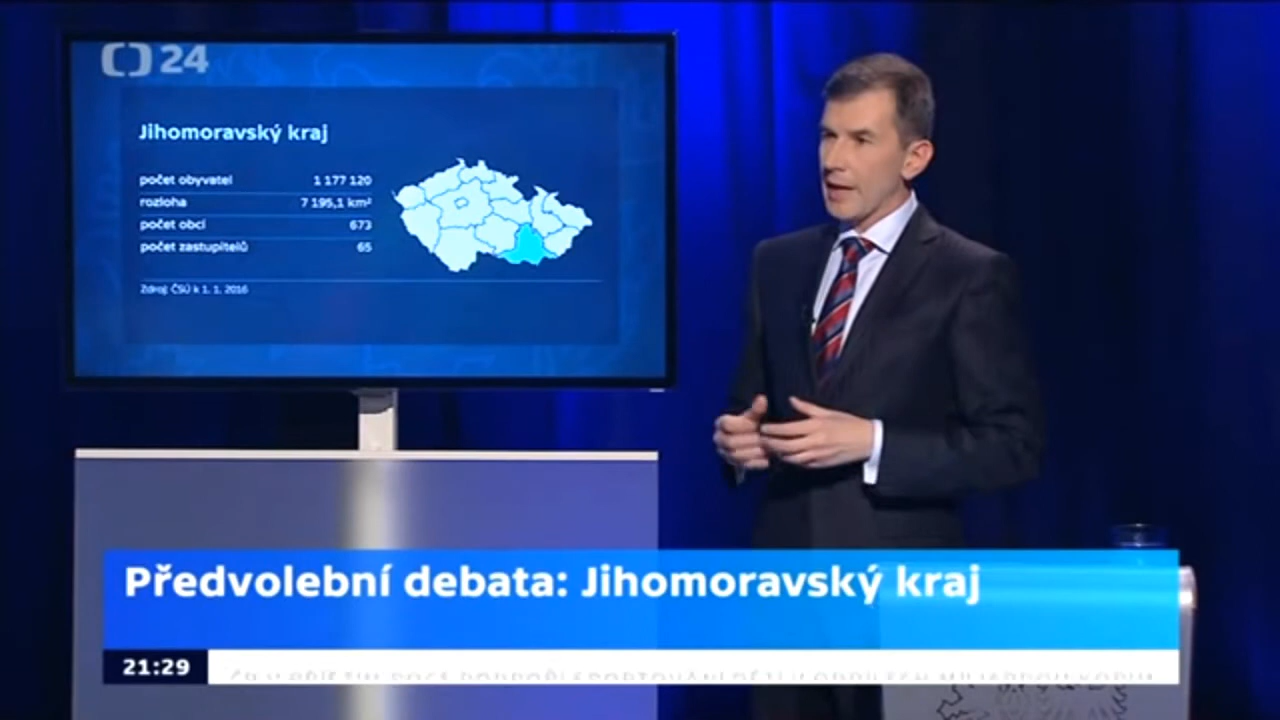 ČT24
Jihomoravský kraj
počet obyvatel 1 177 120
rozloha 7 195,1 km²
počet obcí 673
počet zastupitelů 65
Zdroj: ČSÚ k 1. 1. 2016
Předvolební debata: Jihomoravský kraj
21:29